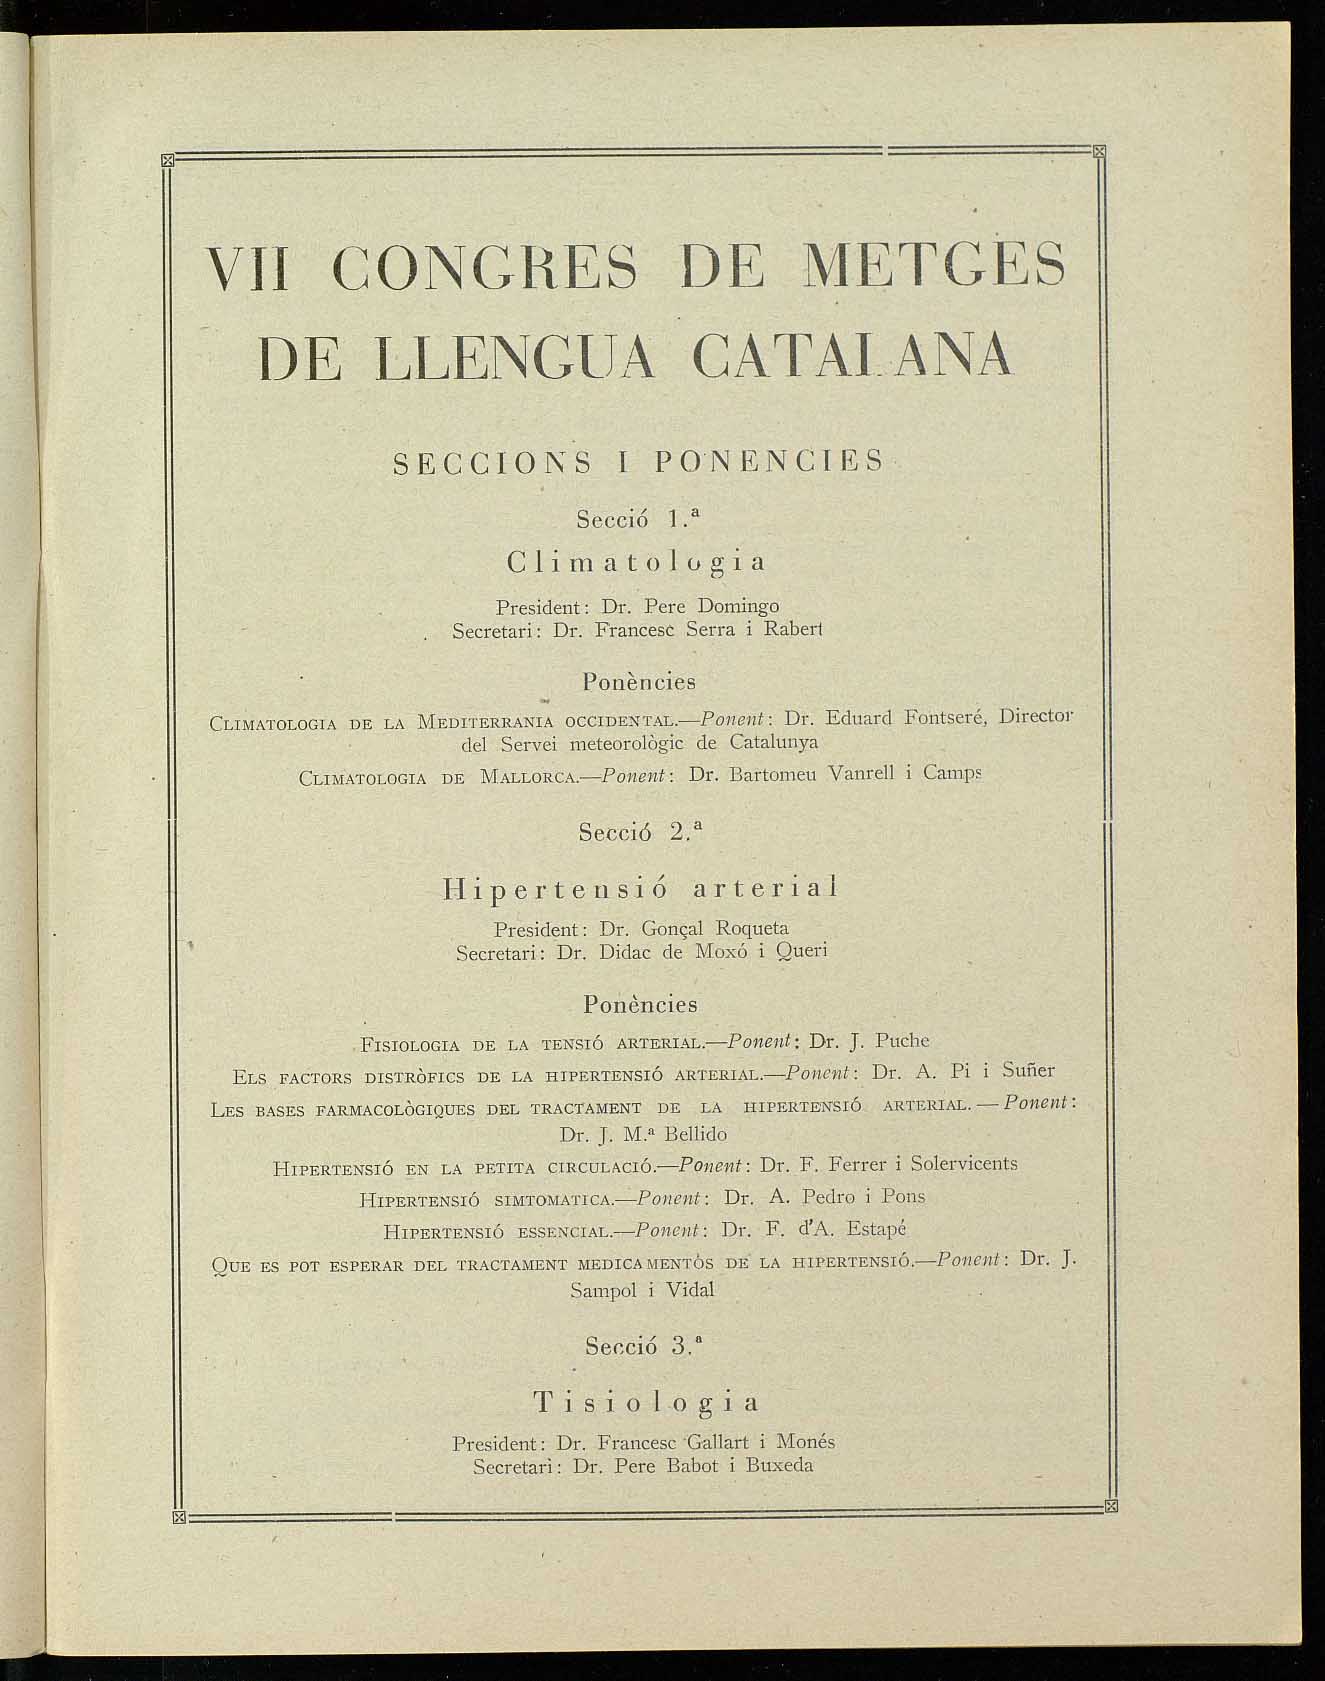 VII CONGRES DE METGES
DE LLENGUA CATALANA
SECCIONS I PONENCIES
Secció 1.ª
Climatologia
President: Dr. Pere Domingo
Secretari: Dr. Francesc Serra i Rabert
Ponències
CLIMATOLOGIA DE LA MEDITERRANIA OCCIDENTAL.—Ponent: Dr. Eduard Fontseré, Director
del Servei meteorològic de Catalunya
CLIMATOLOGIA DE MALLORCA.—Ponent: Dr. Bartomeu Vanrell i Camps
Secció 2.ª
Hipertensió arterial
President: Dr. Gonçal Roqueta
Secretari: Dr. Didac de Moxó i Queri
Ponències
FISIOLOGIA DE LA TENSIÓ ARTERIAL.—Ponent: Dr. J. Puche
ELS FACTORS DISTRÒFICS DE LA HIPERTENSIÓ ARTERIAL.—Ponent: Dr. A. Pi i Suñer
LES BASES FARMACOLÒGIQUES DEL TRACTAMENT DE LA HIPERTENSIÓ ARTERIAL.—Ponent:
Dr. J. M.ª Bellido
HIPERTENSIÓ EN LA PETITA CIRCULACIÓ.—Ponent: Dr. F. Ferrer i Solervicents
HIPERTENSIÓ SIMTOMATICA.—Ponent: Dr. A. Pedro i Pons
HIPERTENSIÓ ESSENCIAL.—Ponent: Dr. F. d'A. Estapé
QUE ES POT ESPERAR DEL TRACTAMENT MEDICAMENTÓS DE LA HIPERTENSIÓ.—Ponent: Dr. J.
Sampol i Vidal
Secció 3.ª
Tisiologia
President: Dr. Francesc Gallart i Monés
Secretari: Dr. Pere Babot i Buxeda